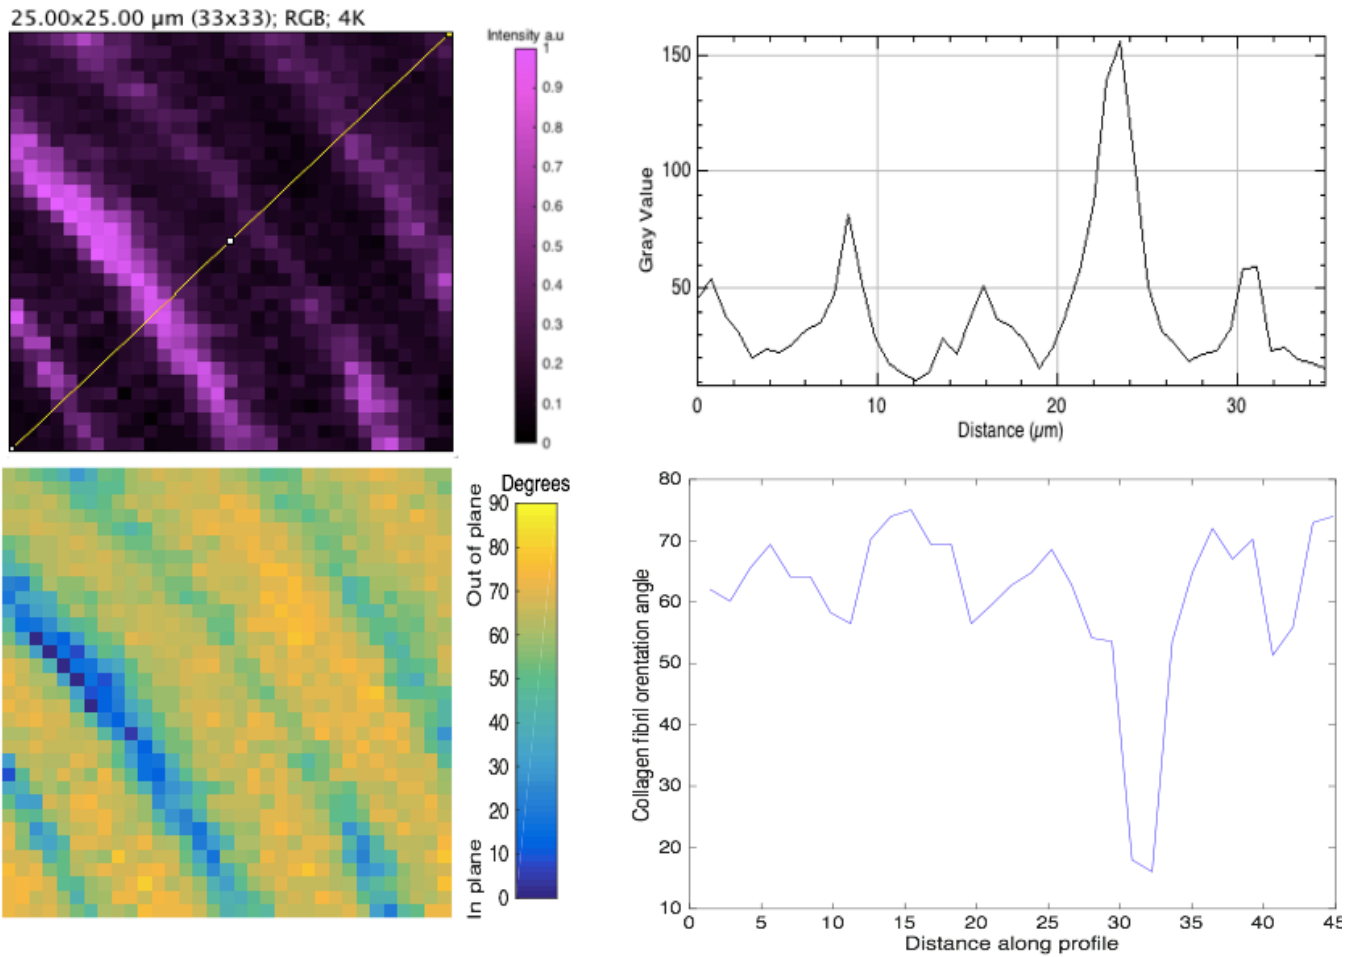 25.00x25.00 µm (33x33); RGB; 4K
Intensity a.u
1
0.9
0.8
0.7
0.6
0.5
0.4
0.3
0.2
0.1
0
Gray Value
150
100
50
0 10 20 30
Distance (µm)
Degrees
Out of plane
In plane
90
80
70
60
50
40
30
20
10
0
Collagen fibril orentation angle
80
70
60
50
40
30
20
10
0 5 10 15 20 25 30 35 40 45
Distance along profile